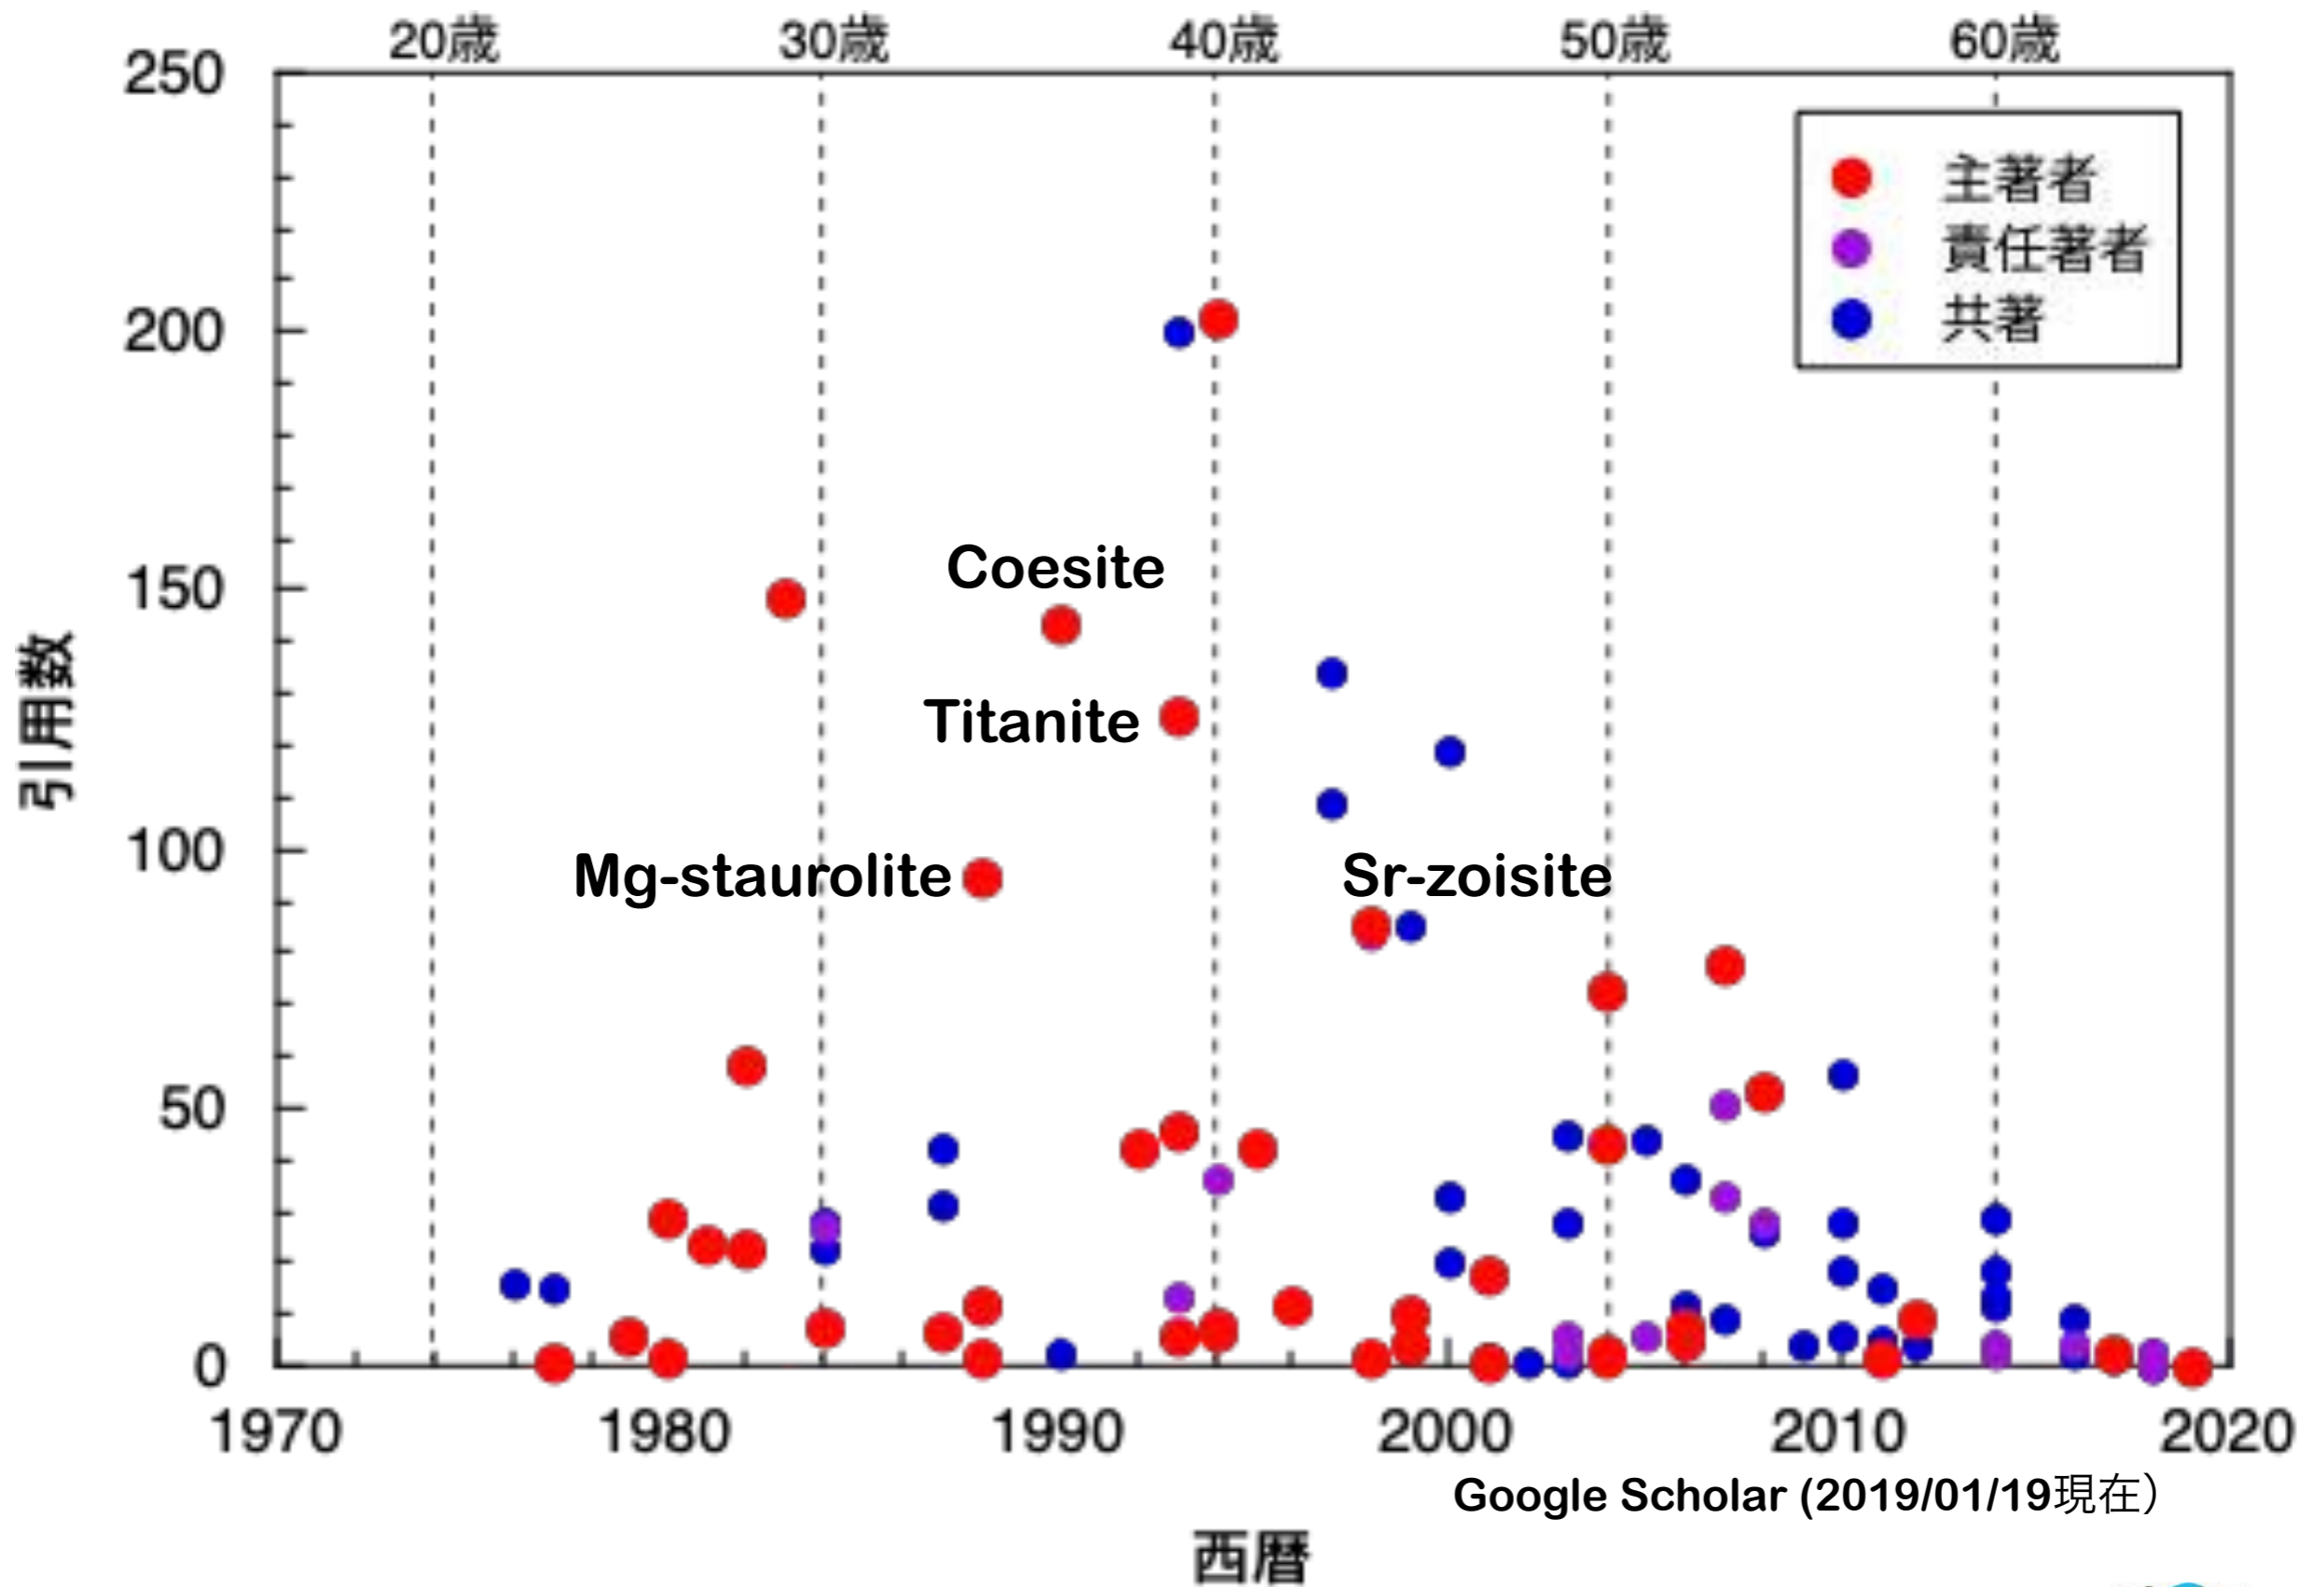 20歳 30歳 40歳 50歳 60歳
250
200
150
100
50
0
引用数
主著者
責任著者
共著
Coesite
Titanite
Mg-staurolite
Sr-zoisite
1970 1980 1990 2000 2010 2020
Google Scholar (2019/01/19現在）
西暦